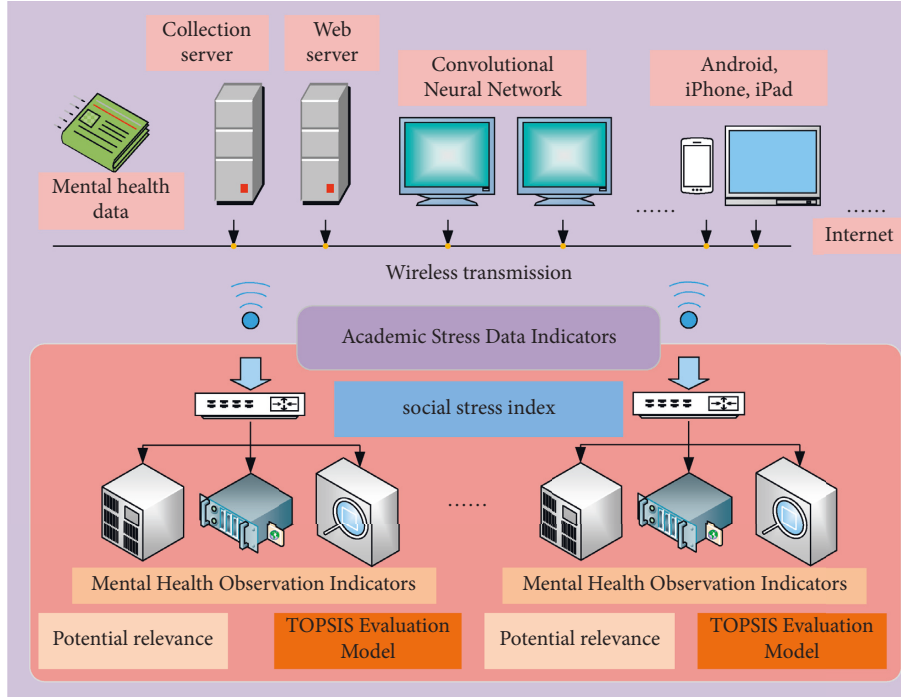 Collection
server
Web
server
Convolutional
Neural Network
Android,
iPhone, iPad
Mental health
data
......
......
Internet
Wireless transmission
Academic Stress Data Indicators
social stress index
......
Mental Health Observation Indicators
Mental Health Observation Indicators
Potential relevance
TOPSIS Evaluation
Model
Potential relevance
TOPSIS Evaluation
Model